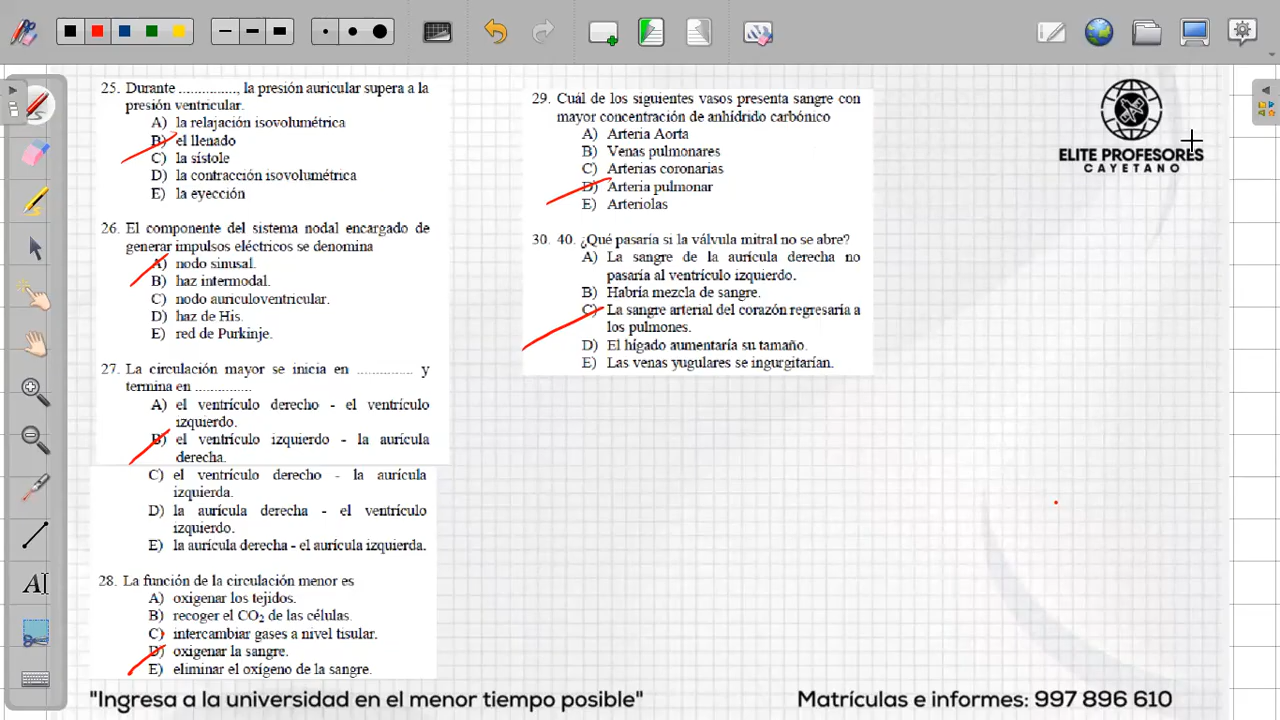 25. Durante ..............., la presión auricular supera a la
presión ventricular.
A) la relajación isovolumétrica
B) el llenado
C) la sístole
D) la contracción isovolumétrica
E) la eyección
26. El componente del sistema nodal encargado de
generar impulsos eléctricos se denomina
A) nodo sinusal.
B) haz intermodal.
C) nodo auriculoventricular.
D) haz de His.
E) red de Purkinje.
27. La circulación mayor se inicia en ............... y
termina en ...............
A) el ventrículo derecho - el ventrículo
izquierdo.
B) el ventrículo izquierdo - la aurícula
derecha.
C) el ventrículo derecho - la aurícula
izquierda.
D) la aurícula derecha - el ventrículo
izquierdo.
E) la aurícula derecha - el aurícula izquierda.
28. La función de la circulación menor es
A) oxigenar los tejidos.
B) recoger el CO₂ de las células.
C) intercambiar gases a nivel tisular.
D) oxigenar la sangre.
E) eliminar el oxígeno de la sangre.
29. Cuál de los siguientes vasos presenta sangre con
mayor concentración de anhídrido carbónico
A) Arteria Aorta
B) Venas pulmonares
C) Arterias coronarias
D) Arteria pulmonar
E) Arteriolas
30. 40. ¿Qué pasaría si la válvula mitral no se abre?
A) La sangre de la aurícula derecha no
pasaría al ventrículo izquierdo.
B) Habría mezcla de sangre.
C) La sangre arterial del corazón regresaría a
los pulmones.
D) El hígado aumentaría su tamaño.
E) Las venas yugulares se ingurgitarían.
ELITE PROFESORES
CAYETANO
"Ingresa a la universidad en el menor tiempo posible"
Matrículas e informes: 997 896 610